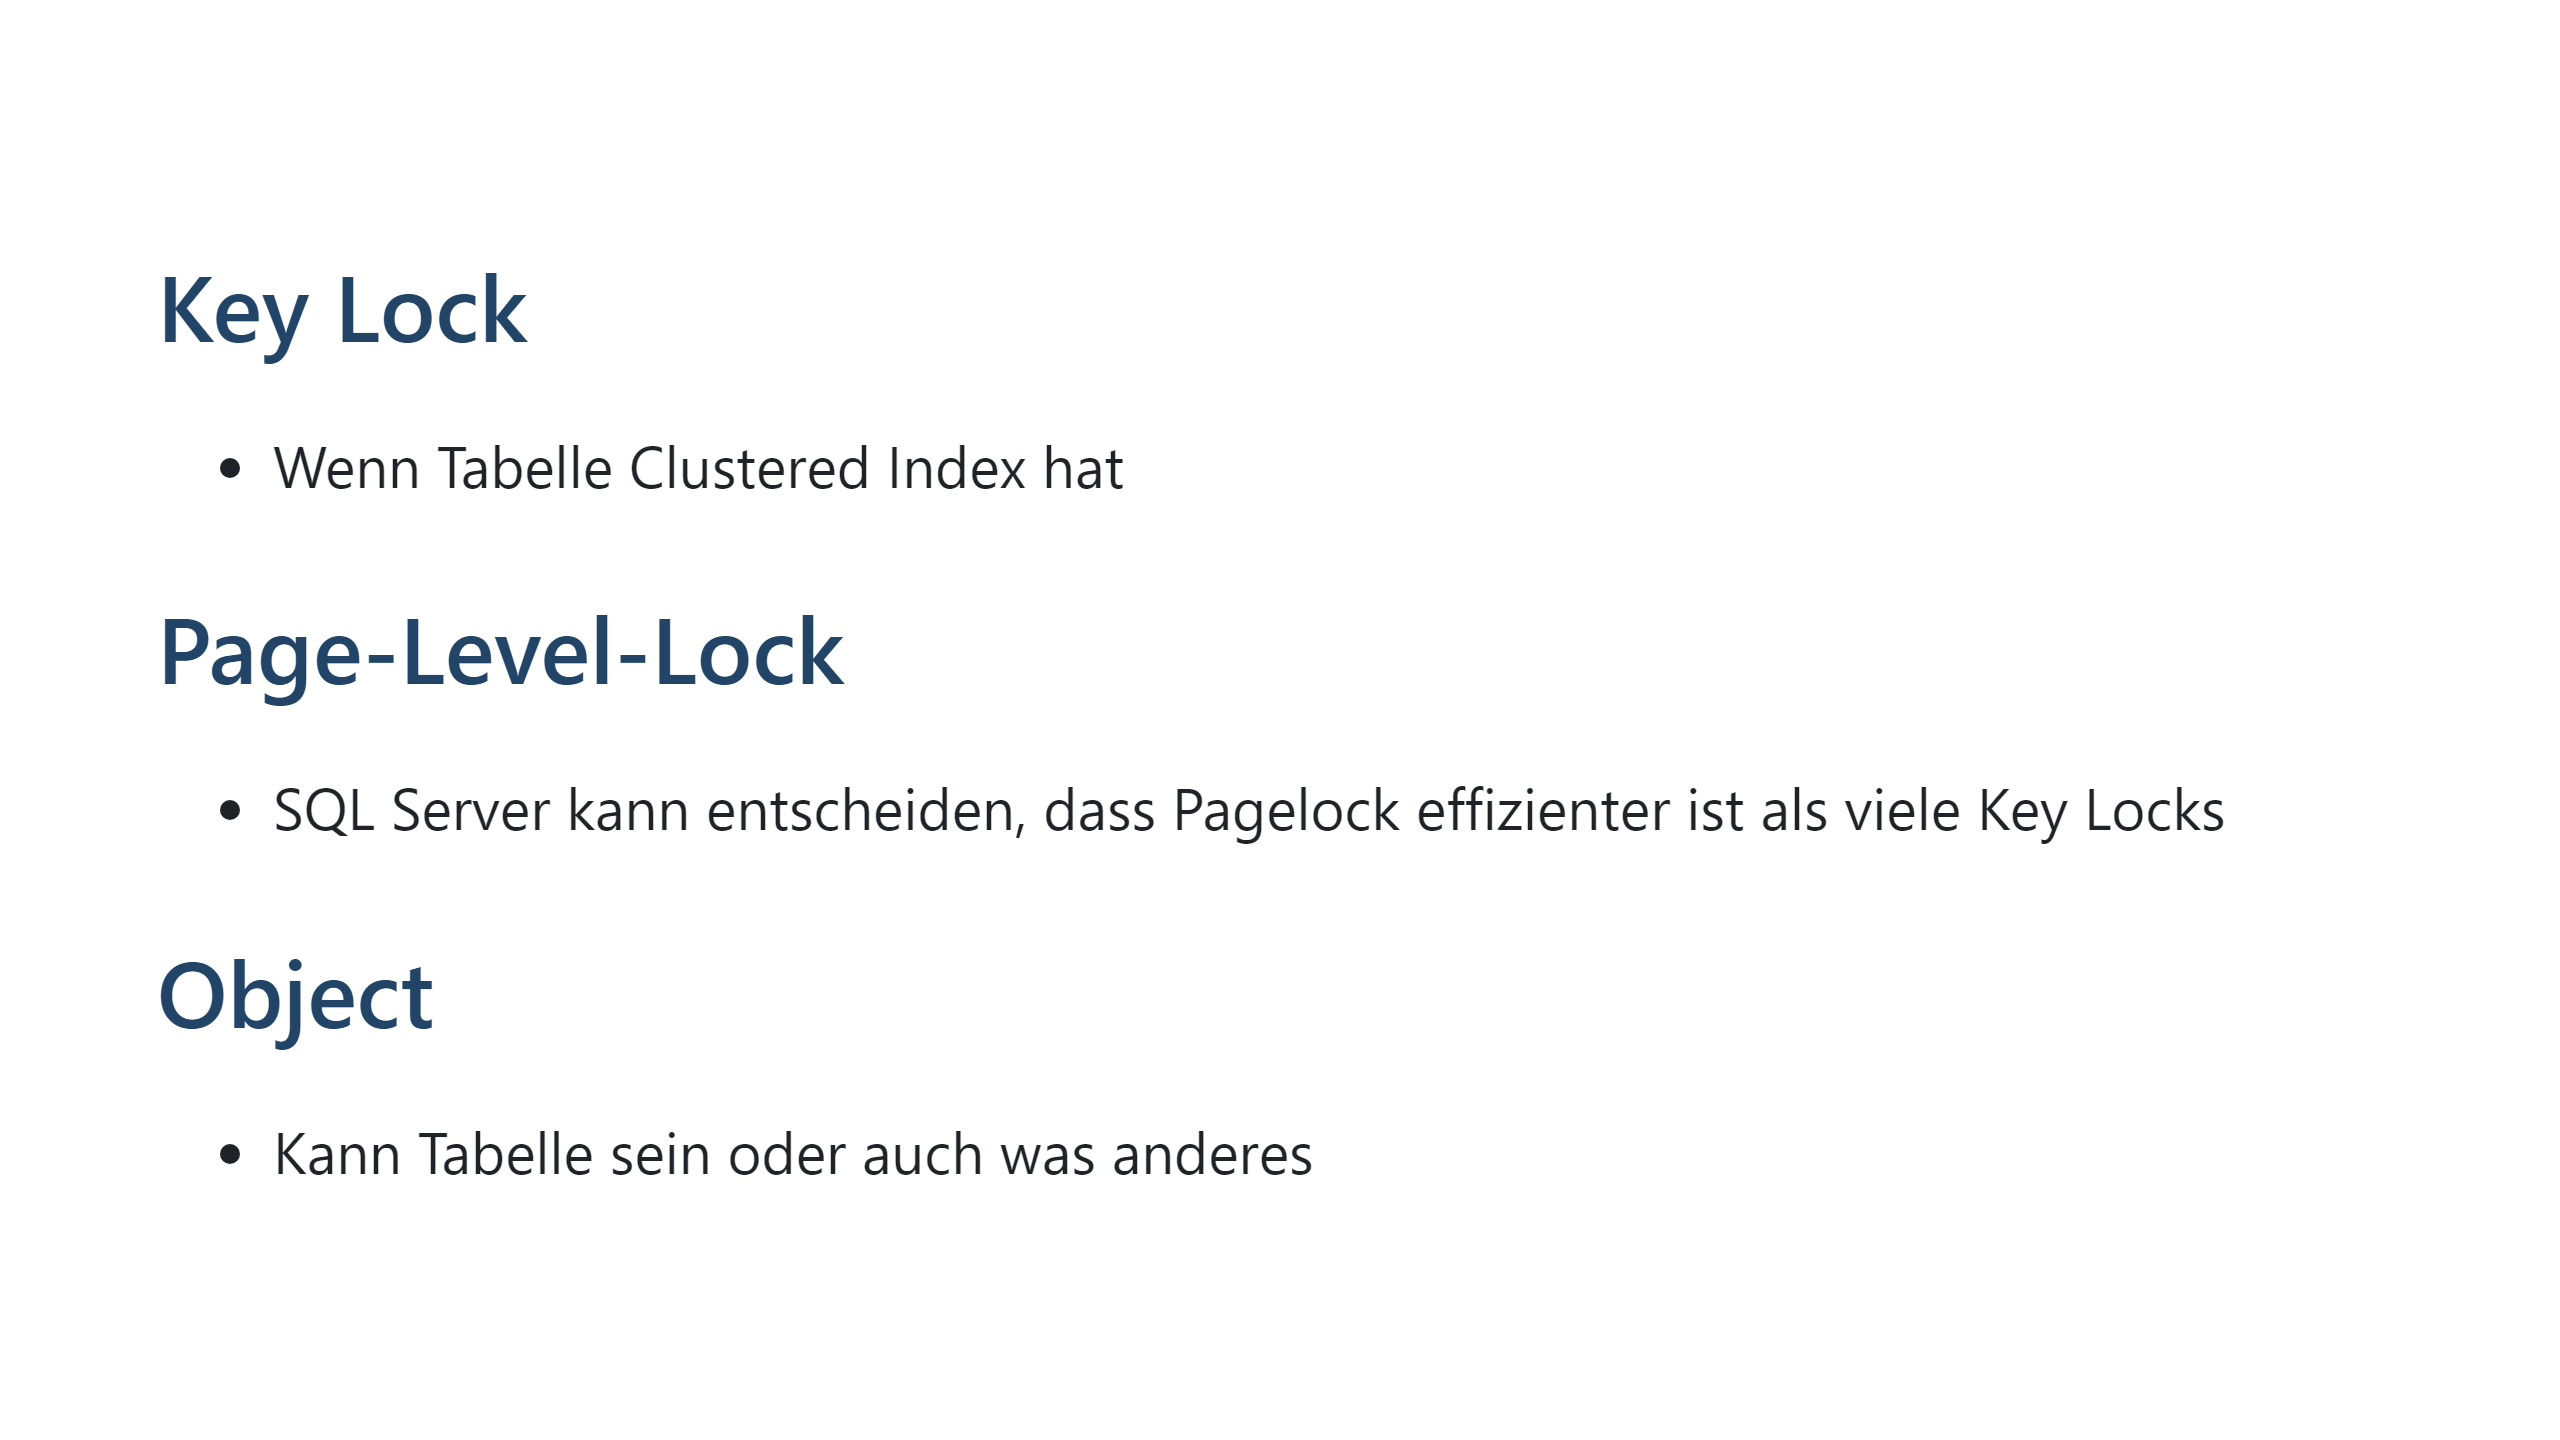 Key Lock
• Wenn Tabelle Clustered Index hat
Page-Level-Lock
• SQL Server kann entscheiden, dass Pagelock effizienter ist als viele Key Locks
Object
• Kann Tabelle sein oder auch was anderes